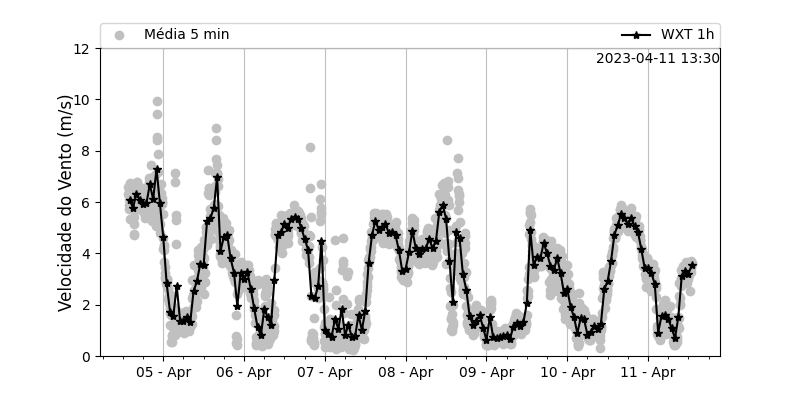 Média 5 min
WXT 1h
2023-04-11 13:30
Velocidade do Vento (m/s)
12
10
8
6
4
2
0
05 - Apr
06 - Apr
07 - Apr
08 - Apr
09 - Apr
10 - Apr
11 - Apr